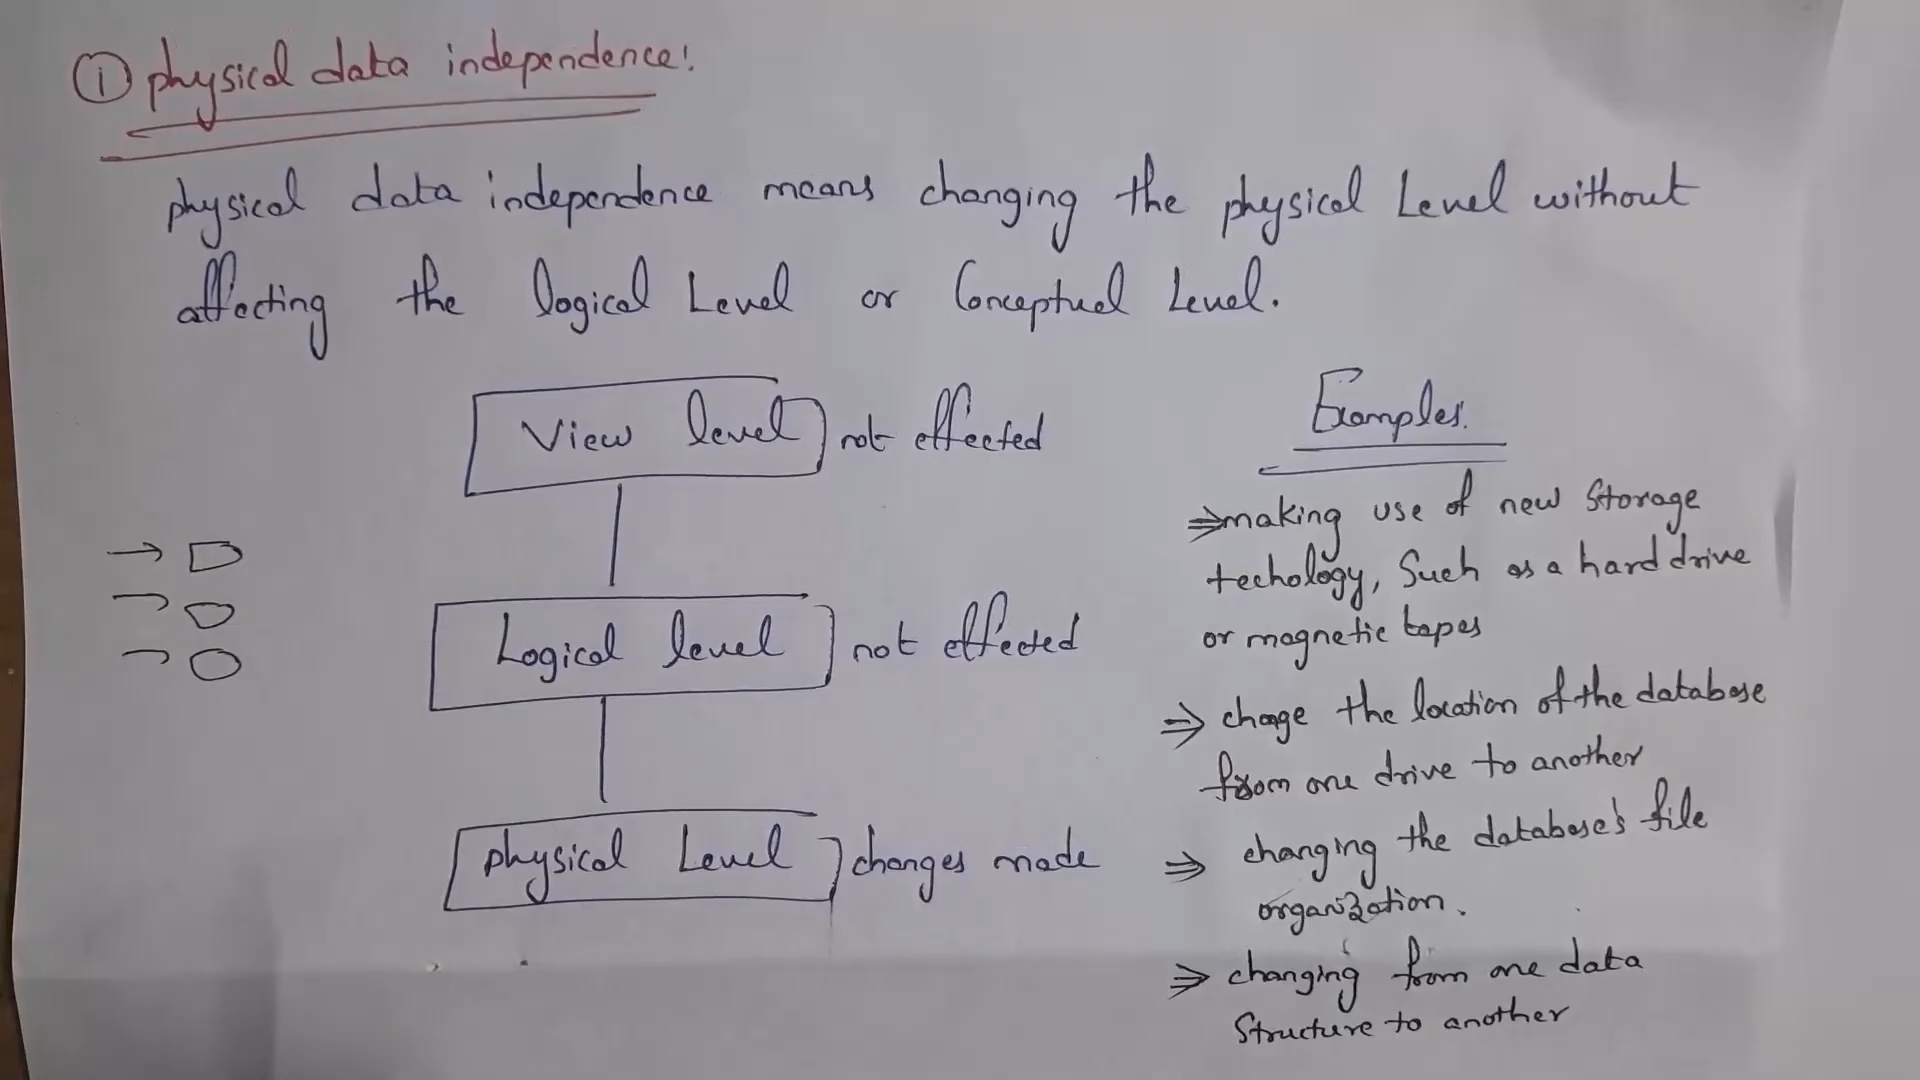 ① physical data independence:
physical data independence means changing the physical Level without
affecting the logical Level or Conceptual Level.
View level not effected
Logical level not effected
physical Level changes made
Examples:
⇒ making use of new Storage
techology, Such as a hard drive
or magnetic tapes
⇒ change the location of the database
from one drive to another
⇒ changing the database's file
organization.
⇒ changing from one data
Structure to another